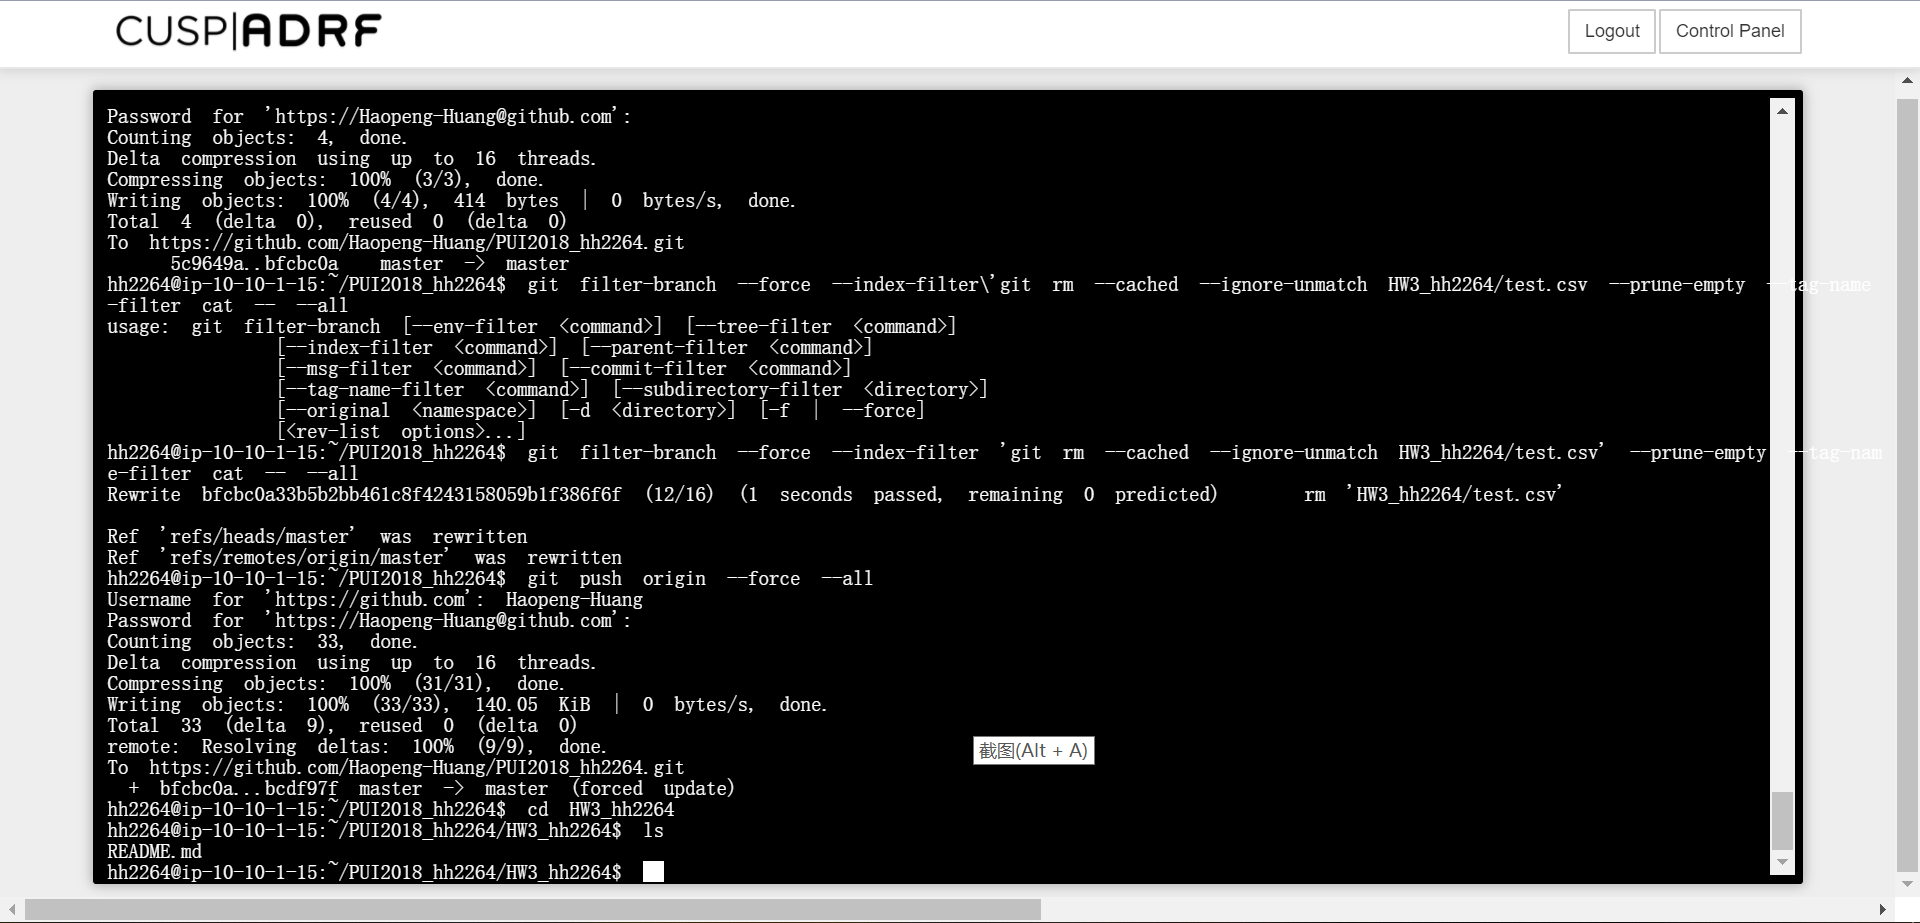 CUSP|ADRF
Logout
Control Panel
Password for 'https://Haopeng-Huang@github.com':
Counting objects: 4, done.
Delta compression using up to 16 threads.
Compressing objects: 100% (3/3), done.
Writing objects: 100% (4/4), 414 bytes | 0 bytes/s, done.
Total 4 (delta 0), reused 0 (delta 0)
To https://github.com/Haopeng-Huang/PUI2018_hh2264.git
5c9649a..bfcbc0a master -> master
hh2264@ip-10-10-1-15:~/PUI2018_hh2264$ git filter-branch --force --index-filter\'git rm --cached --ignore-unmatch HW3_hh2264/test.csv --prune-empty --tag-name
-filter cat -- --all
usage: git filter-branch [--env-filter <command>] [--tree-filter <command>]
[--index-filter <command>] [--parent-filter <command>]
[--msg-filter <command>] [--commit-filter <command>]
[--tag-name-filter <command>] [--subdirectory-filter <directory>]
[--original <namespace>] [-d <directory>] [-f | --force]
[<rev-list options>...]
hh2264@ip-10-10-1-15:~/PUI2018_hh2264$ git filter-branch --force --index-filter 'git rm --cached --ignore-unmatch HW3_hh2264/test.csv' --prune-empty --tag-nam
e-filter cat -- --all
Rewrite bfcbc0a33b5b2bb461c8f4243158059b1f386f6f (12/16) (1 seconds passed, remaining 0 predicted) rm 'HW3_hh2264/test.csv'
Ref 'refs/heads/master' was rewritten
Ref 'refs/remotes/origin/master' was rewritten
hh2264@ip-10-10-1-15:~/PUI2018_hh2264$ git push origin --force --all
Username for 'https://github.com': Haopeng-Huang
Password for 'https://Haopeng-Huang@github.com':
Counting objects: 33, done.
Delta compression using up to 16 threads.
Compressing objects: 100% (31/31), done.
Writing objects: 100% (33/33), 140.05 KiB | 0 bytes/s, done.
Total 33 (delta 9), reused 0 (delta 0)
remote: Resolving deltas: 100% (9/9), done.
截图(Alt + A)
To https://github.com/Haopeng-Huang/PUI2018_hh2264.git
+ bfcbc0a...bcdf97f master -> master (forced update)
hh2264@ip-10-10-1-15:~/PUI2018_hh2264$ cd HW3_hh2264
hh2264@ip-10-10-1-15:~/PUI2018_hh2264/HW3_hh2264$ ls
README.md
hh2264@ip-10-10-1-15:~/PUI2018_hh2264/HW3_hh2264$